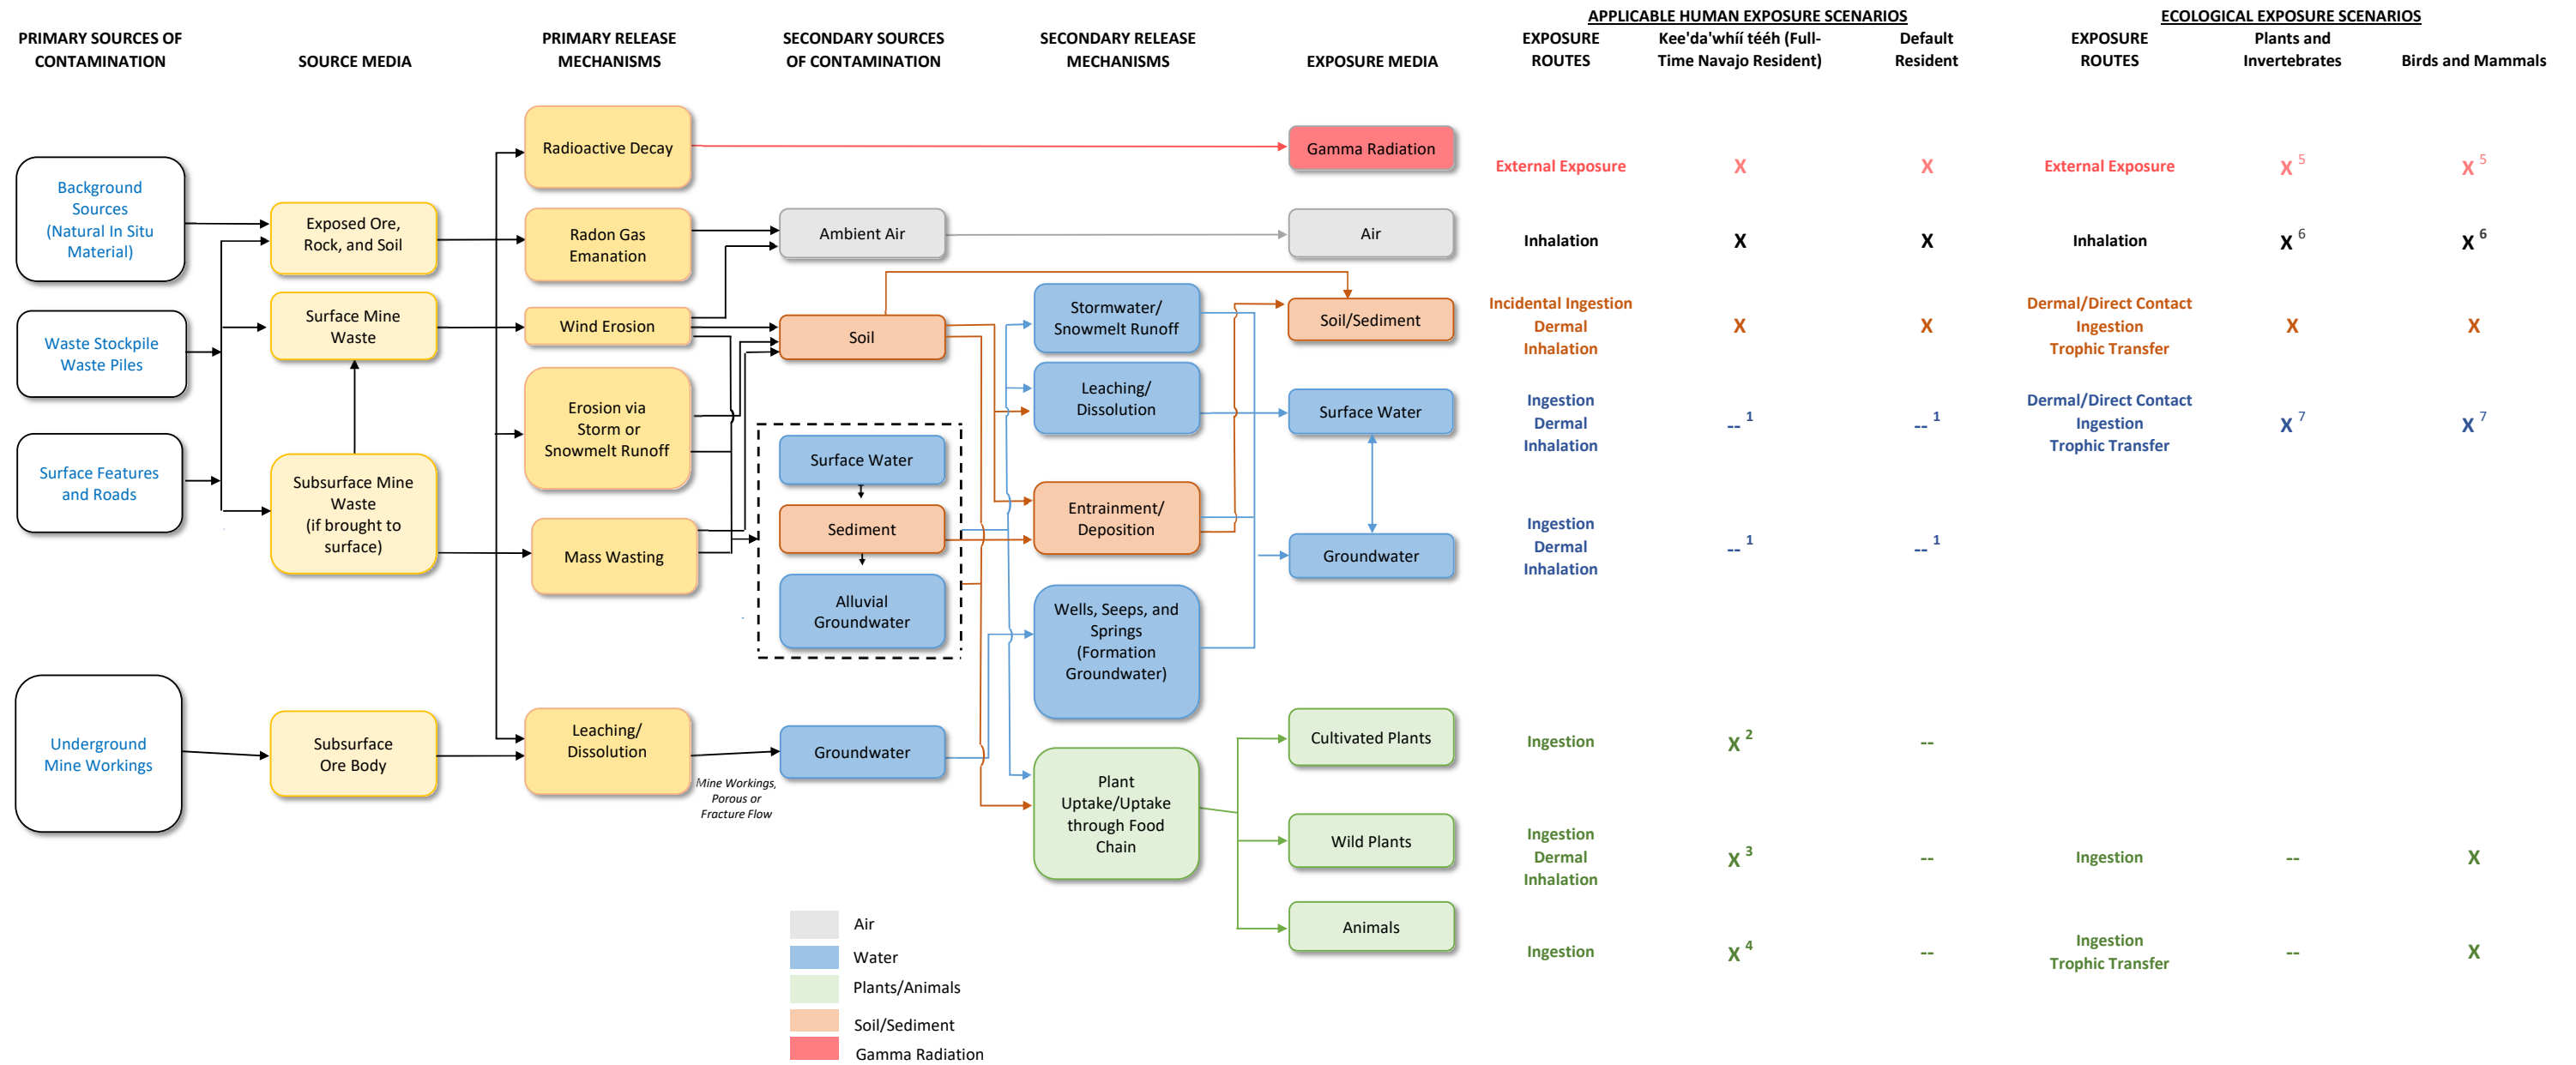 APPLICABLE HUMAN EXPOSURE SCENARIOS
ECOLOGICAL EXPOSURE SCENARIOS
PRIMARY SOURCES OF
CONTAMINATION
SOURCE MEDIA
PRIMARY RELEASE
MECHANISMS
SECONDARY SOURCES
OF CONTAMINATION
SECONDARY RELEASE
MECHANISMS
EXPOSURE MEDIA
EXPOSURE
ROUTES
Kee'da'whíí tééh (Full-
Time Navajo Resident)
Default
Resident
EXPOSURE
ROUTES
Plants and
Invertebrates
Birds and Mammals
Background
Sources
(Natural In Situ
Material)
Waste Stockpile
Waste Piles
Surface Features
and Roads
Underground
Mine Workings
Exposed Ore,
Rock, and Soil
Surface Mine
Waste
Subsurface Mine
Waste
(if brought to
surface)
Subsurface
Ore Body
Radioactive Decay
Radon Gas
Emanation
Wind Erosion
Erosion via
Storm or
Snowmelt Runoff
Mass Wasting
Leaching/
Dissolution
Mine Workings,
Porous or
Fracture Flow
Ambient Air
Soil
Surface Water
Sediment
Alluvial
Groundwater
Groundwater
Stormwater/
Snowmelt Runoff
Leaching/
Dissolution
Entrainment/
Deposition
Wells, Seeps, and
Springs
(Formation
Groundwater)
Plant
Uptake/Uptake
through Food
Chain
Gamma Radiation
Air
Soil/Sediment
Surface Water
Groundwater
Cultivated Plants
Wild Plants
Animals
External Exposure
X
X
External Exposure
X 5
X 5
Inhalation
X
X
Inhalation
X 6
X 6
Incidental Ingestion
Dermal
Inhalation
X
X
Dermal/Direct Contact
Ingestion
Trophic Transfer
X
X
Ingestion
Dermal
Inhalation
-- 1
-- 1
Dermal/Direct Contact
Ingestion
Trophic Transfer
X 7
X 7
Ingestion
Dermal
Inhalation
-- 1
-- 1
Ingestion
X 2
--
Ingestion
Dermal
Inhalation
X 3
--
Ingestion
--
X
Ingestion
X 4
--
Ingestion
Trophic Transfer
--
X
Air
Water
Plants/Animals
Soil/Sediment
Gamma Radiation